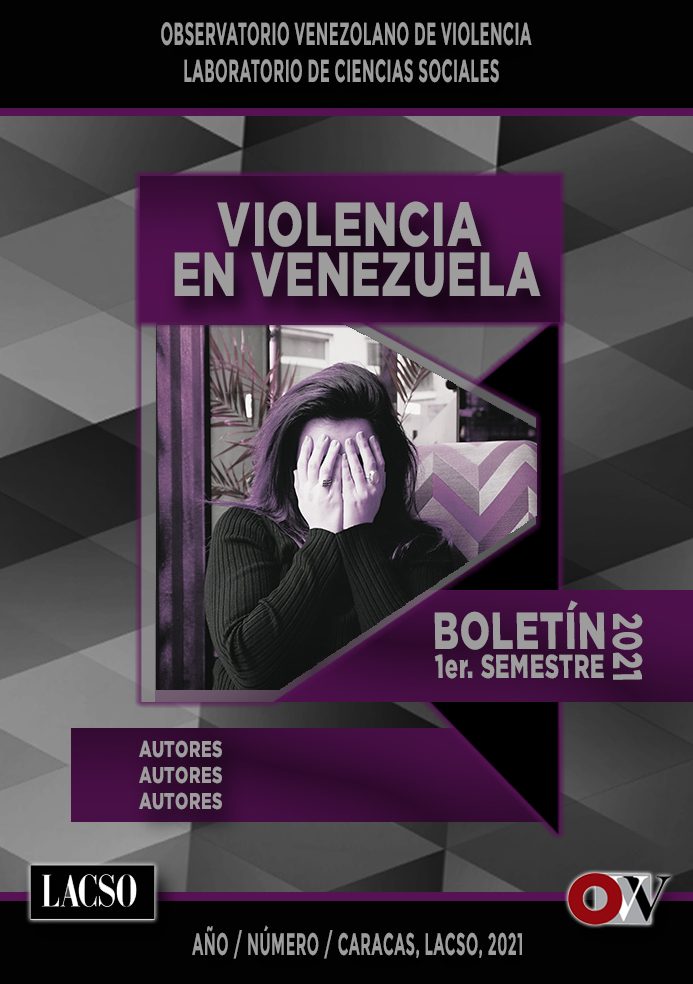 OBSERVATORIO VENEZOLANO DE VIOLENCIA
LABORATORIO DE CIENCIAS SOCIALES
VIOLENCIA
EN VENEZUELA
BOLETÍN
1er. SEMESTRE
2021
AUTORES
AUTORES
AUTORES
LACSO
OVV
AÑO / NÚMERO / CARACAS, LACSO, 2021